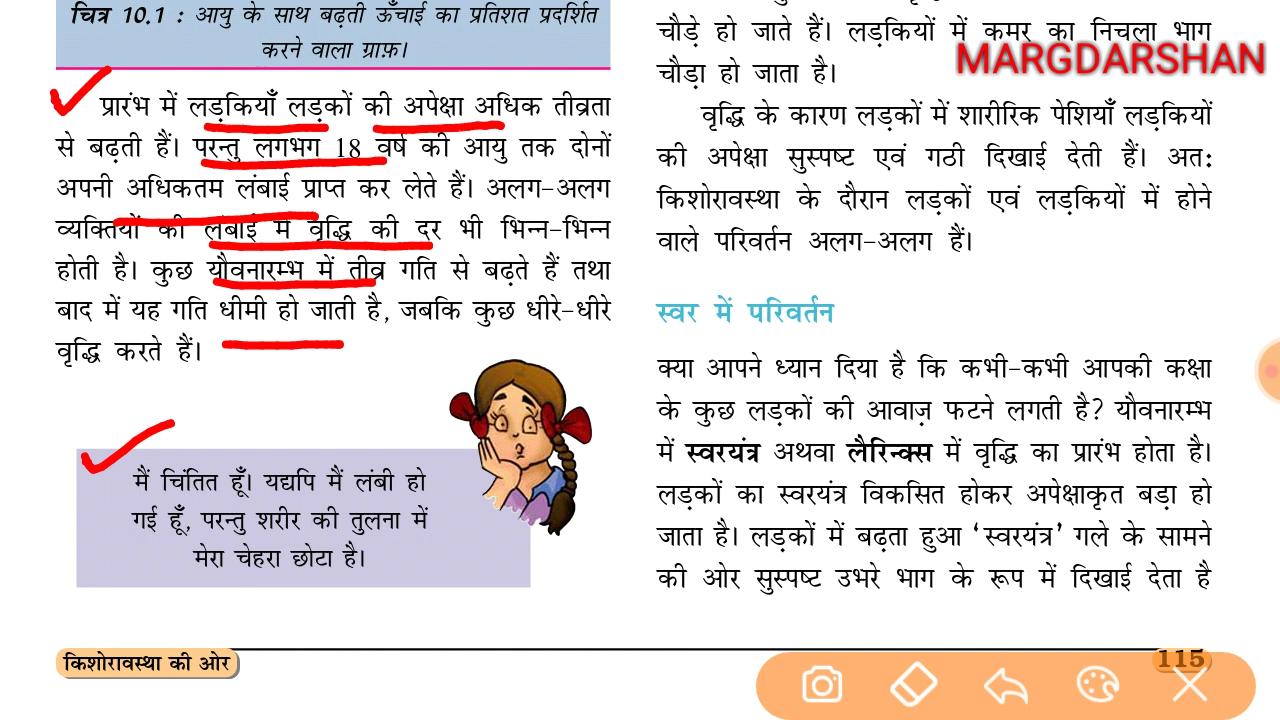 चित्र 10.1 : आयु के साथ बढ़ती ऊँचाई का प्रतिशत प्रदर्शित
करने वाला ग्राफ़।
प्रारंभ में लड़कियाँ लड़कों की अपेक्षा अधिक तीव्रता
से बढ़ती हैं। परन्तु लगभग 18 वर्ष की आयु तक दोनों
अपनी अधिकतम लंबाई प्राप्त कर लेते हैं। अलग-अलग
व्यक्तियों की लंबाई में वृद्धि की दर भी भिन्न-भिन्न
होती है। कुछ यौवनारम्भ में तीव्र गति से बढ़ते हैं तथा
बाद में यह गति धीमी हो जाती है, जबकि कुछ धीरे-धीरे
वृद्धि करते हैं।
मैं चिंतित हूँ। यद्यपि मैं लंबी हो
गई हूँ, परन्तु शरीर की तुलना में
मेरा चेहरा छोटा है।
चौड़े हो जाते हैं। लड़कियों में कमर का निचला भाग
चौड़ा हो जाता है।
MARGDARSHAN
वृद्धि के कारण लड़कों में शारीरिक पेशियाँ लड़कियों
की अपेक्षा सुस्पष्ट एवं गठी दिखाई देती हैं। अत:
किशोरावस्था के दौरान लड़कों एवं लड़कियों में होने
वाले परिवर्तन अलग-अलग हैं।
स्वर में परिवर्तन
क्या आपने ध्यान दिया है कि कभी-कभी आपकी कक्षा
के कुछ लड़कों की आवाज़ फटने लगती है? यौवनारम्भ
में स्वरयंत्र अथवा लैरिन्क्स में वृद्धि का प्रारंभ होता है।
लड़कों का स्वरयंत्र विकसित होकर अपेक्षाकृत बड़ा हो
जाता है। लड़कों में बढ़ता हुआ ‘स्वरयंत्र’ गले के सामने
की ओर सुस्पष्ट उभरे भाग के रूप में दिखाई देता है
किशोरावस्था की ओर
115